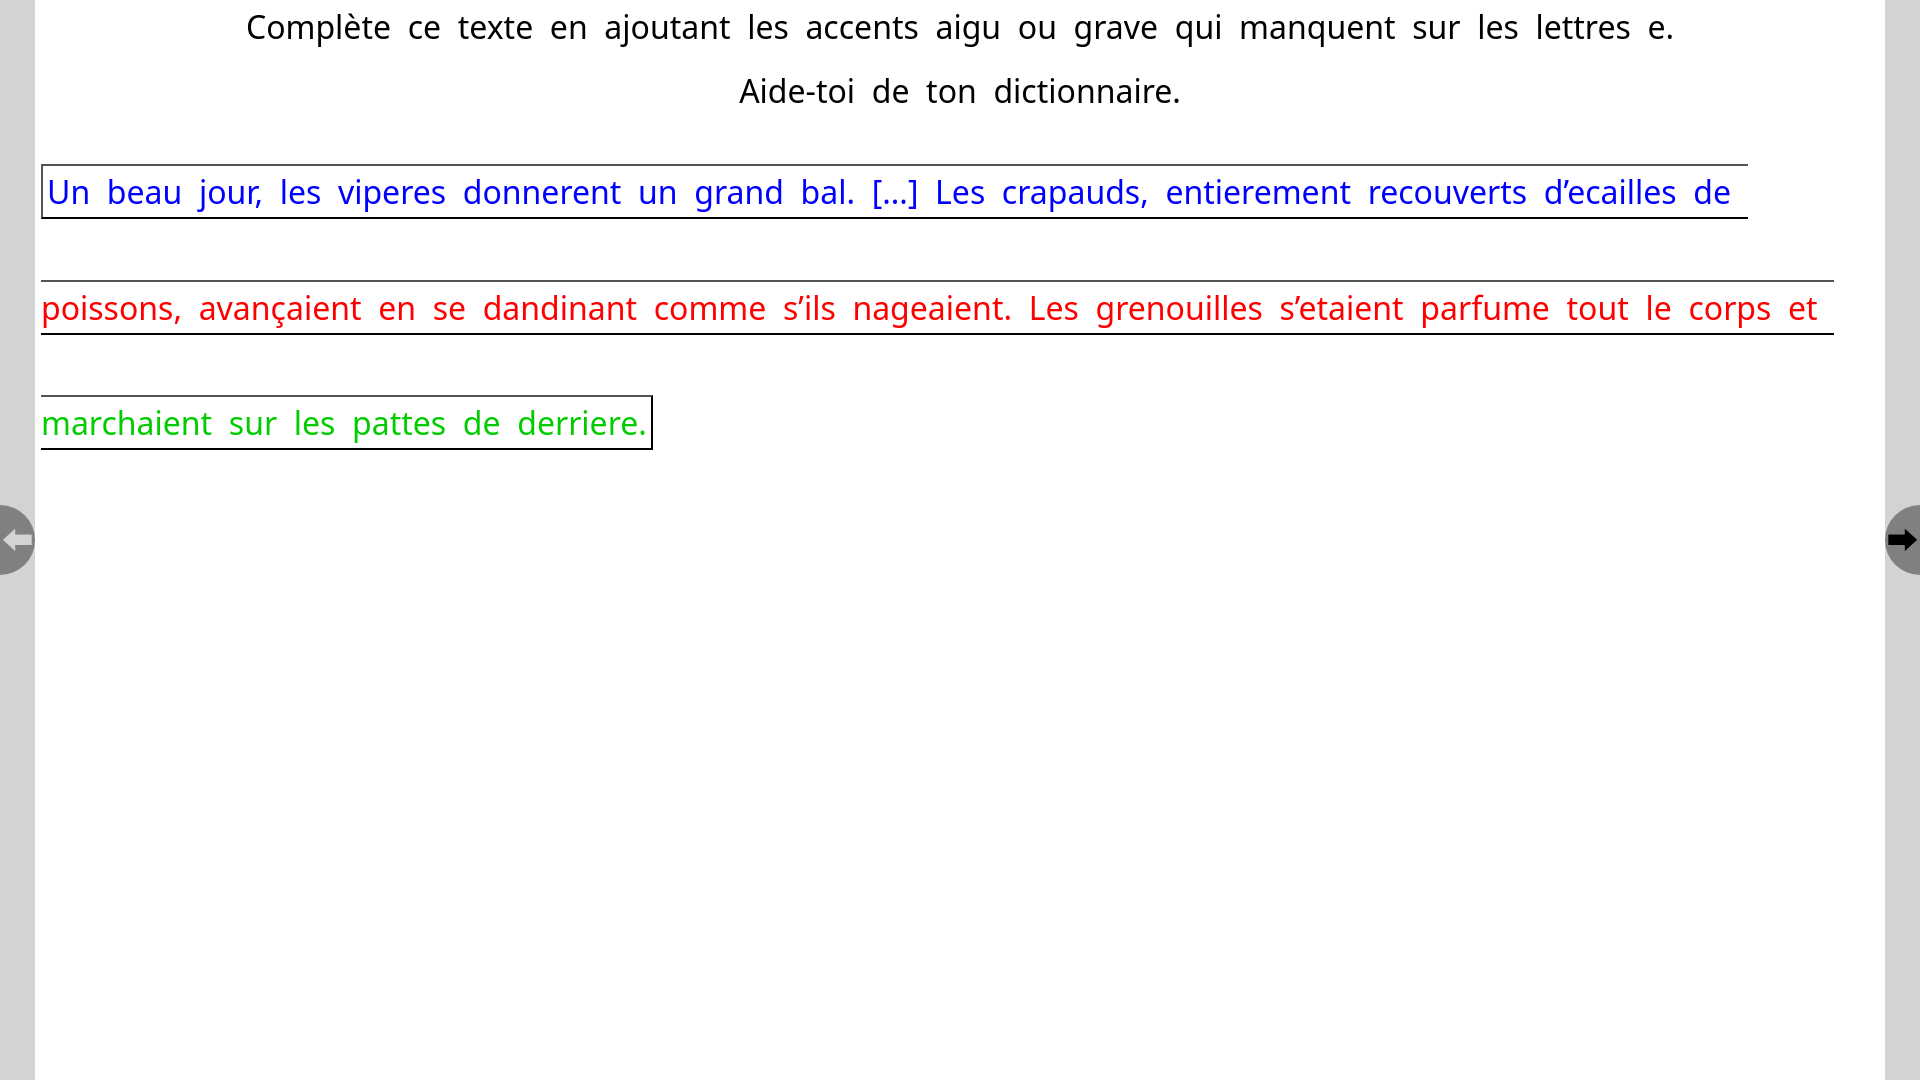 Complète ce texte en ajoutant les accents aigu ou grave qui manquent sur les lettres e.
Aide-toi de ton dictionnaire.
Un beau jour, les viperes donnerent un grand bal. [...] Les crapauds, entierement recouverts d’ecailles de
poissons, avançaient en se dandinant comme s’ils nageaient. Les grenouilles s’etaient parfume tout le corps et
marchaient sur les pattes de derriere.